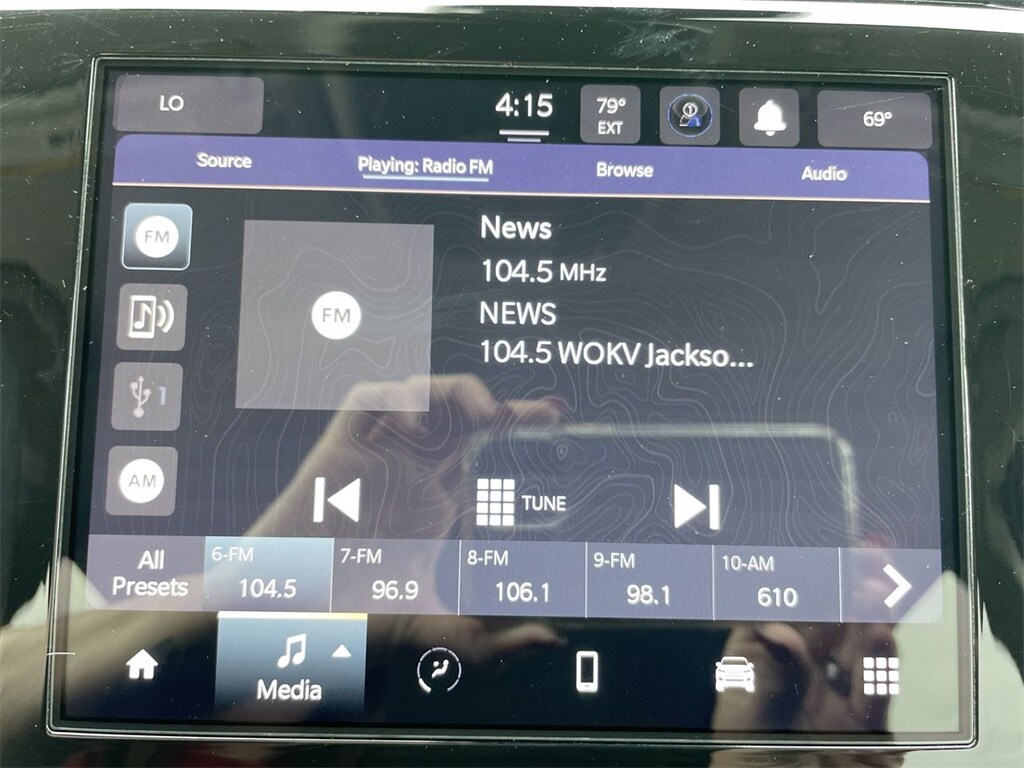 LO
4:15
79°
EXT
1
69°
Source
Playing: Radio FM
Browse
Audio
FM
News
104.5 MHz
FM
NEWS
104.5 WOKV Jackso...
1
AM
TUNE
All
Presets
6-FM
104.5
7-FM
96.9
8-FM
106.1
9-FM
98.1
10-AM
610
Media